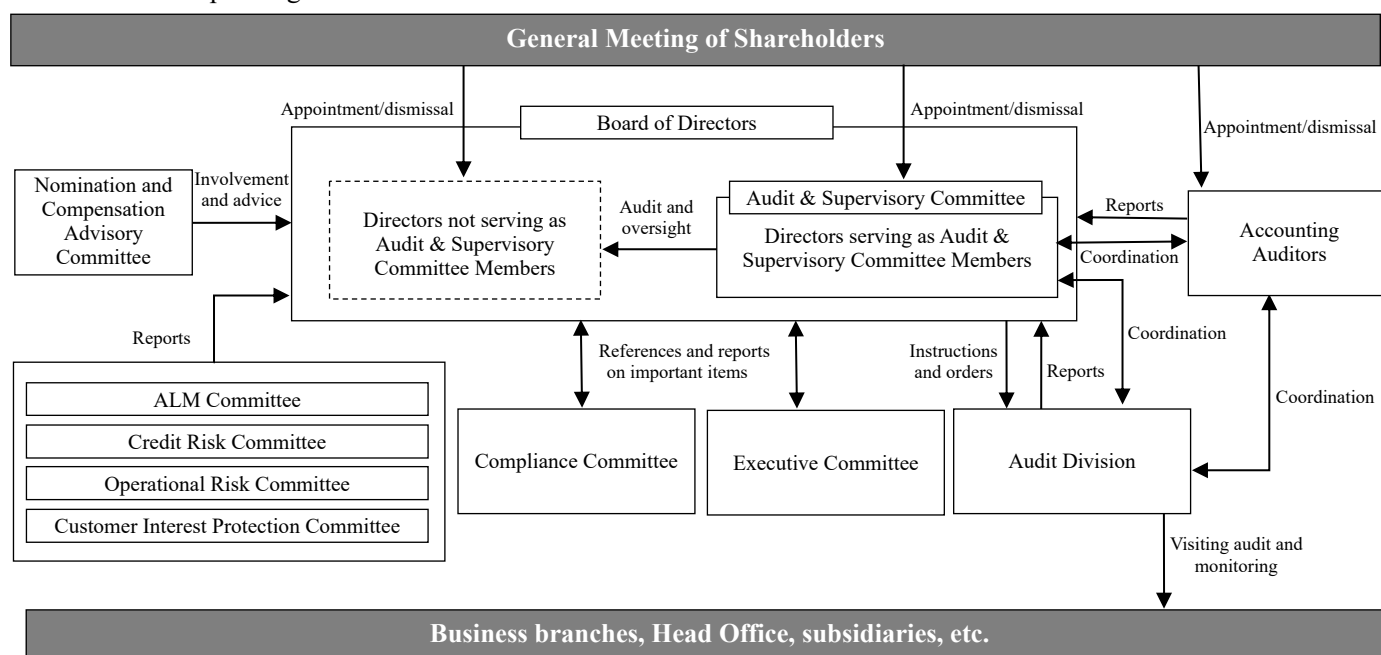 General Meeting of Shareholders
Appointment/dismissal
Appointment/dismissal
Appointment/dismissal
Board of Directors
Nomination and
Compensation
Advisory
Committee
Involvement
and advice
Directors not serving as
Audit & Supervisory
Committee Members
Audit and
oversight
Audit & Supervisory Committee
Directors serving as Audit &
Supervisory Committee Members
Reports
Coordination
Accounting
Auditors
Reports
References and reports
on important items
Instructions
and orders
Reports
Coordination
Coordination
ALM Committee
Credit Risk Committee
Operational Risk Committee
Customer Interest Protection Committee
Compliance Committee
Executive Committee
Audit Division
Visiting audit and
monitoring
Business branches, Head Office, subsidiaries, etc.